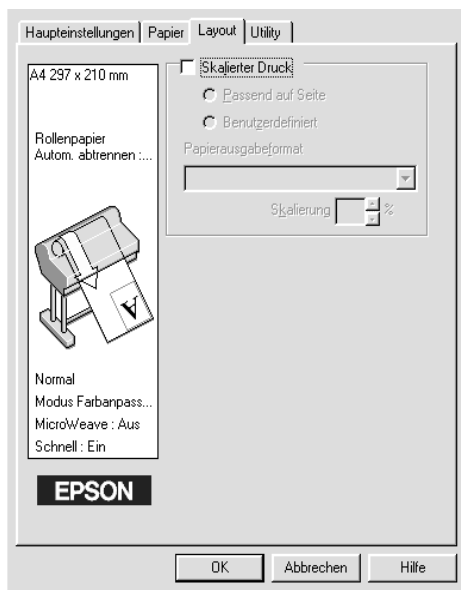 Haupteinstellungen Papier Layout Utility
A4 297 x 210 mm
Rollenpapier
Autom. abtrennen :...
A
Normal
Modus Farbanpass...
MicroWeave : Aus
Schnell : Ein
EPSON
Skalierter Druck
Passend auf Seite
Benutzerdefiniert
Papierausgabeformat
Skalierung %
OK Abbrechen Hilfe